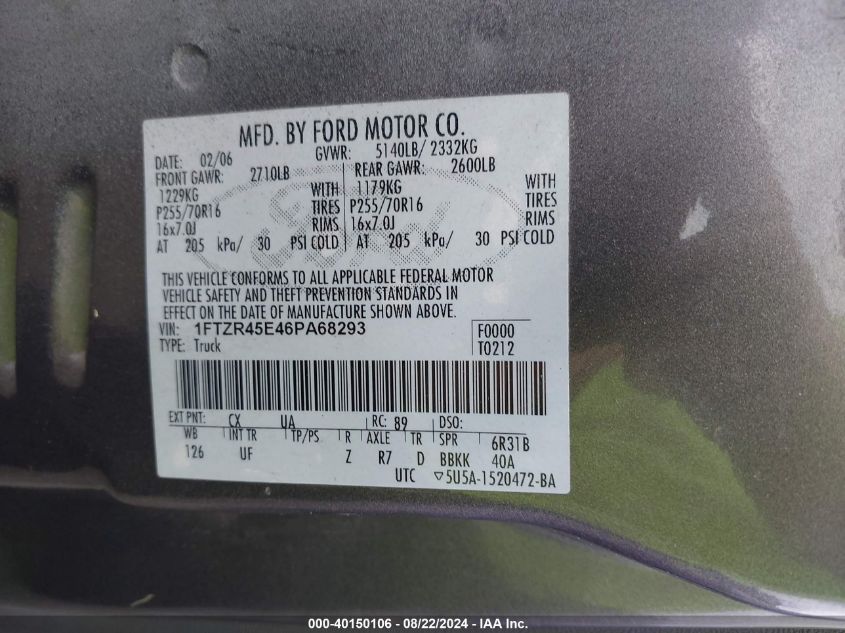 MFD. BY FORD MOTOR CO.
DATE: 02/06 GVWR: 5140LB/ 2332KG
FRONT GAWR: 2710LB REAR GAWR: 2600LB
1229KG WITH 1179KG WITH
P255/70R16 TIRES P255/70R16 TIRES
16x7.0J RIMS 16x7.0J RIMS
AT 205 kPa/ 30 PSI COLD AT 205 kPa/ 30 PSI COLD
Ford
THIS VEHICLE CONFORMS TO ALL APPLICABLE FEDERAL MOTOR
VEHICLE SAFETY AND THEFT PREVENTION STANDARDS IN
EFFECT ON THE DATE OF MANUFACTURE SHOWN ABOVE.
VIN: 1FTZR45E46PA68293 F0000
TYPE: Truck T0212
EXT PNT: CX UA RC: 89 DSO:
WB INT TR TP/PS R AXLE TR SPR 6R31B
126 UF Z R7 D BBKK 40A
UTC ▽5U5A-1520472-BA
000-40150106 - 08/22/2024 - IAA Inc.